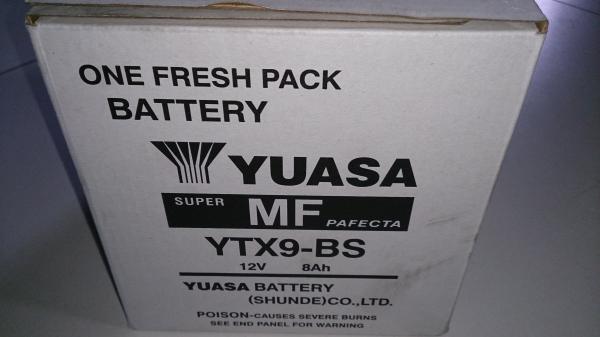 ONE FRESH PACK
BATTERY
YUASA
SUPER MF PAFECTA
YTX9-BS
12V 8Ah
YUASA BATTERY
(SHUNDE)CO.,LTD.
POISON-CAUSES SEVERE BURNS
SEE END PANEL FOR WARNING